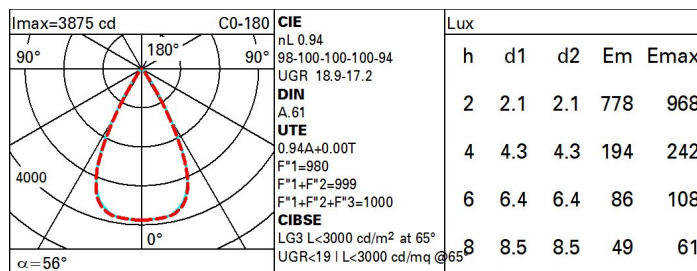 Imax=3875 cd C0-180
90° 180° 90°
4000
0°
α=56°
CIE
nL 0.94
98-100-100-100-94
UGR 18.9-17.2
DIN
A.61
UTE
0.94A+0.00T
F"1=980
F"1+F"2=999
F"1+F"2+F"3=1000
CIBSE
LG3 L<3000 cd/m² at 65°
UGR<19 | L<3000 cd/mq @65°
Lux
h d1 d2 Em Emax
2 2.1 2.1 778 968
4 4.3 4.3 194 242
6 6.4 6.4 86 108
8 8.5 8.5 49 61